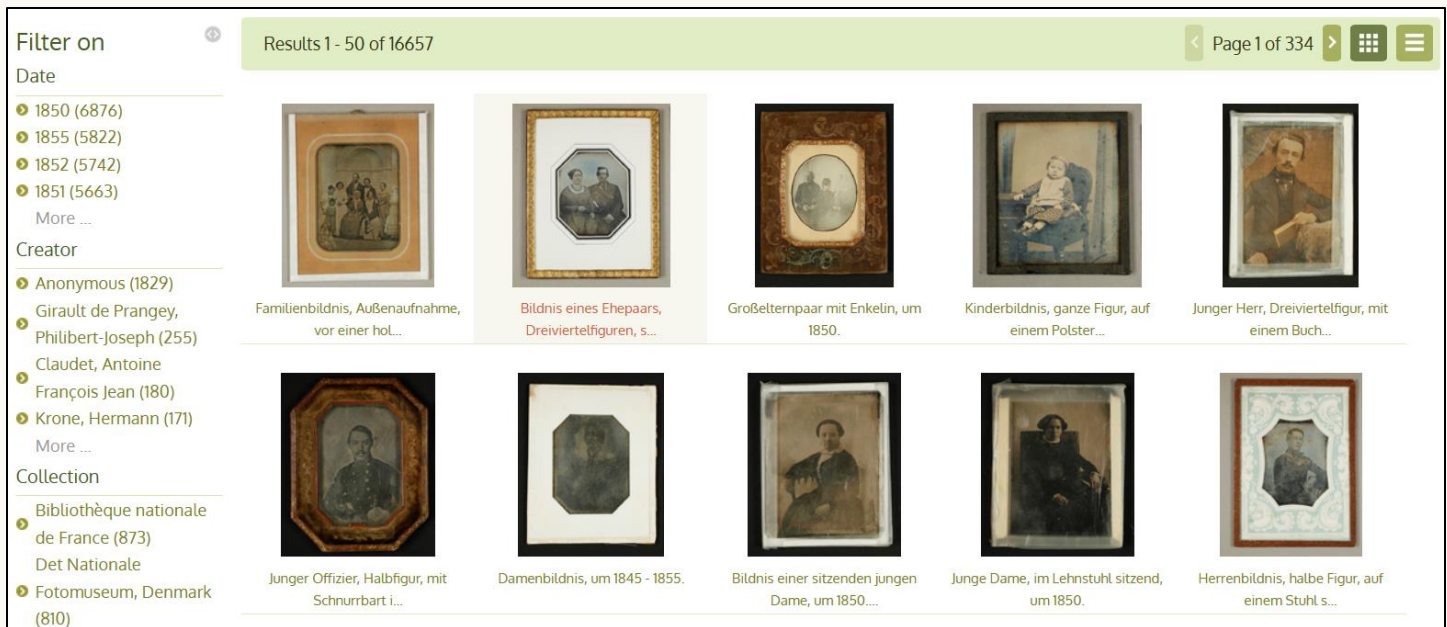 Filter on
Date
1850 (6876)
1855 (5822)
1852 (5742)
1851 (5663)
More ...
Creator
Anonymous (1829)
Girault de Prangey,
Philibert-Joseph (255)
Claudet, Antoine
François Jean (180)
Krone, Hermann (171)
More ...
Collection
Bibliothèque nationale
de France (873)
Det Nationale
Fotomuseum, Denmark
(810)
Results 1 - 50 of 16657
Page 1 of 334
Familienbildnis, Außenaufnahme,
vor einer hol...
Bildnis eines Ehepaars,
Dreiviertelfiguren, s...
Großelternpaar mit Enkelin, um
1850.
Kinderbildnis, ganze Figur, auf
einem Polster...
Junger Herr, Dreiviertelfigur, mit
einem Buch...
Junger Offizier, Halbfigur, mit
Schnurrbart i...
Damenbildnis, um 1845 - 1855.
Bildnis einer sitzenden jungen
Dame, um 1850....
Junge Dame, im Lehnstuhl sitzend,
um 1850.
Herrenbildnis, halbe Figur, auf
einem Stuhl s...